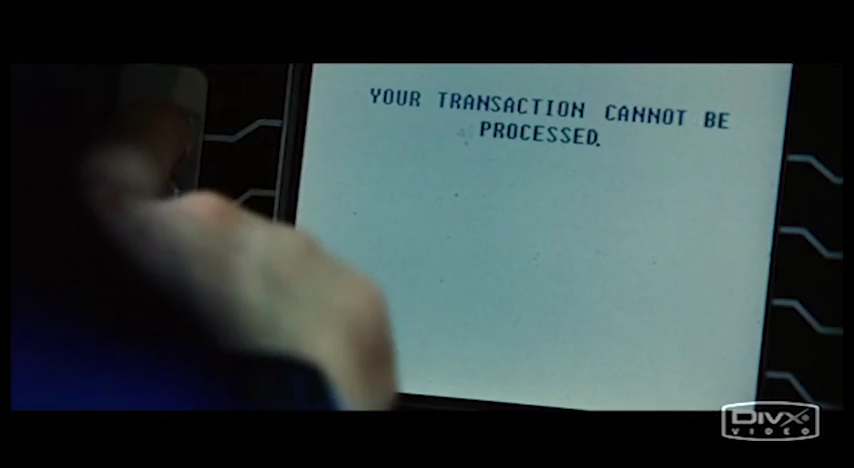 YOUR TRANSACTION CANNOT BE
PROCESSED.
DIVX
VIDEO